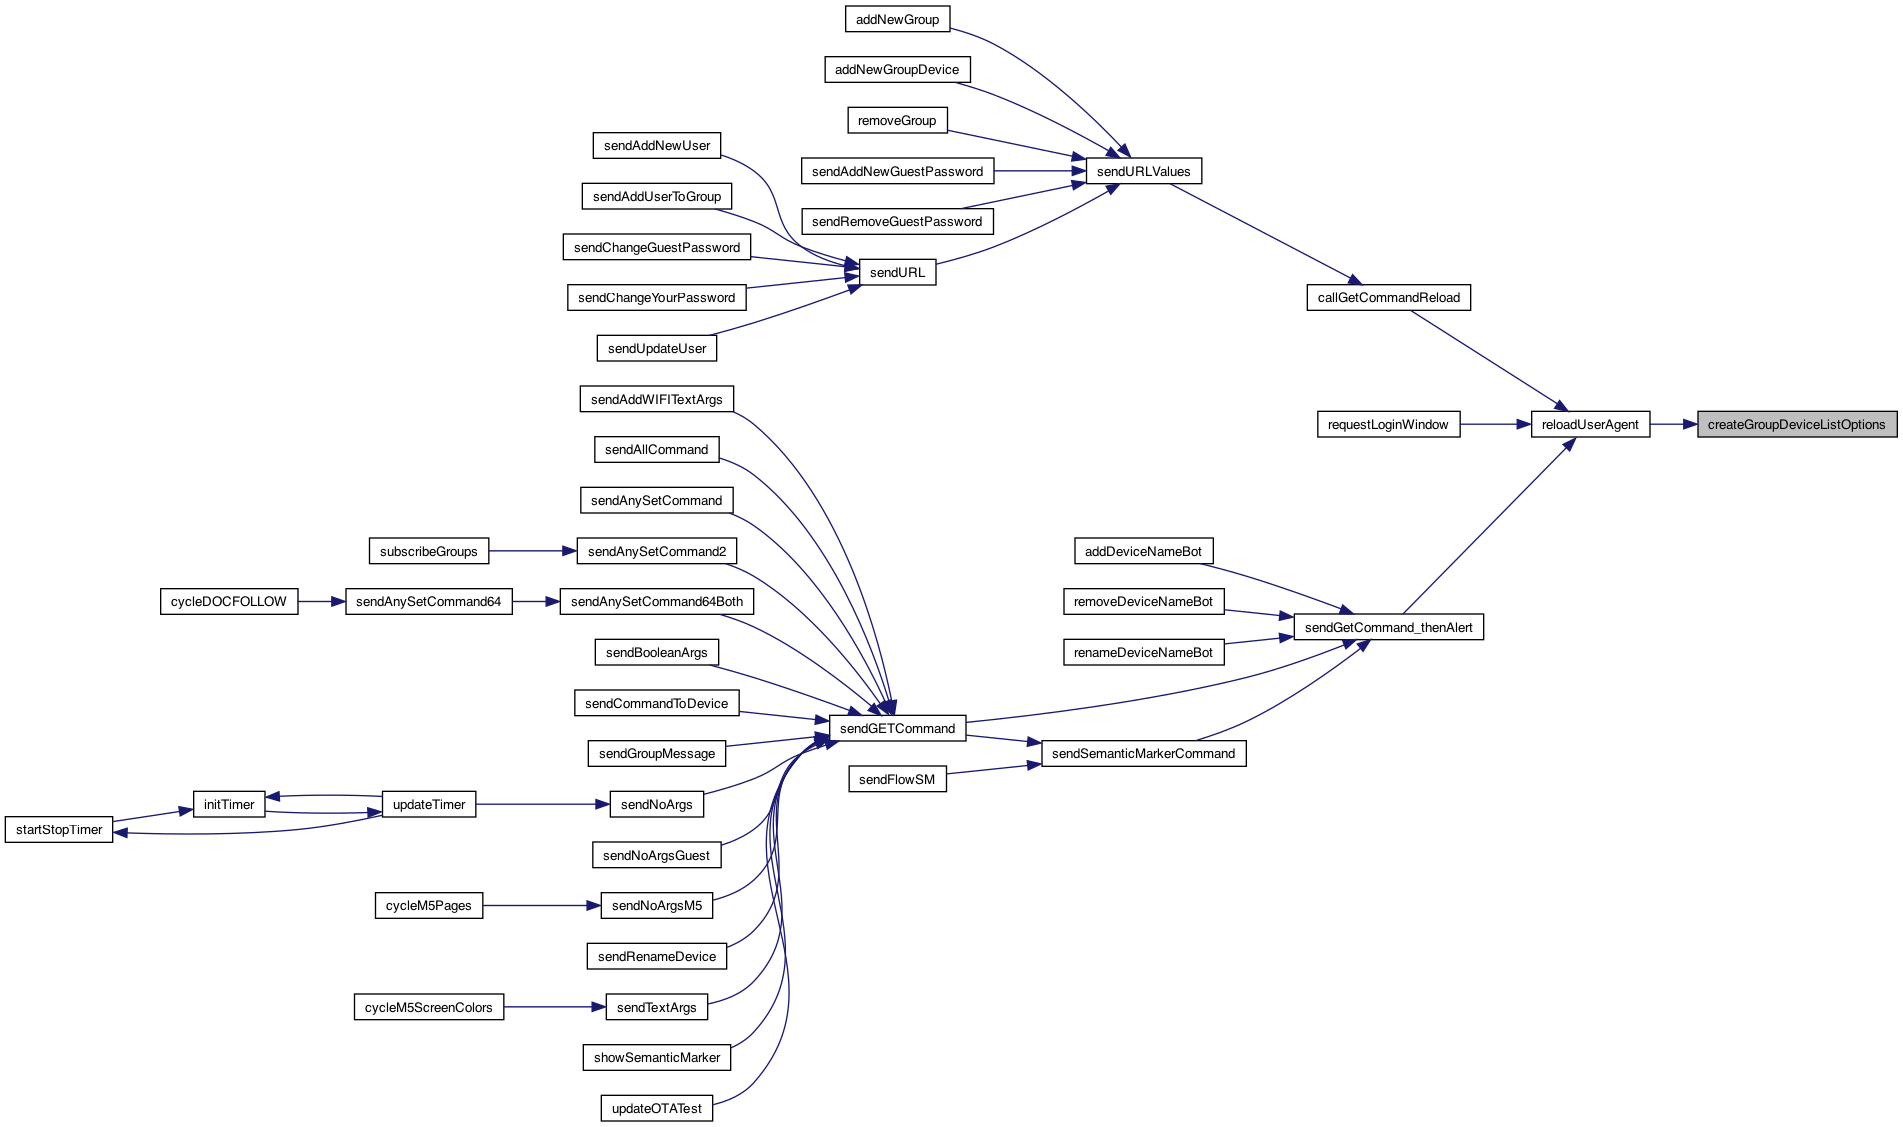 addNewGroup
addNewGroupDevice
removeGroup
sendAddNewUser
sendAddNewGuestPassword
sendURLValues
sendAddUserToGroup
sendRemoveGuestPassword
sendChangeGuestPassword
sendURL
sendChangeYourPassword
callGetCommandReload
sendUpdateUser
sendAddWIFITextArgs
requestLoginWindow
reloadUserAgent
createGroupDeviceListOptions
sendAllCommand
sendAnySetCommand
subscribeGroups
sendAnySetCommand2
addDeviceNameBot
cycleDOCFOLLOW
sendAnySetCommand64
sendAnySetCommand64Both
removeDeviceNameBot
sendGetCommand_thenAlert
sendBooleanArgs
renameDeviceNameBot
sendCommandToDevice
sendGETCommand
sendGroupMessage
sendSemanticMarkerCommand
sendFlowSM
initTimer
updateTimer
sendNoArgs
startStopTimer
sendNoArgsGuest
cycleM5Pages
sendNoArgsM5
sendRenameDevice
cycleM5ScreenColors
sendTextArgs
showSemanticMarker
updateOTATest